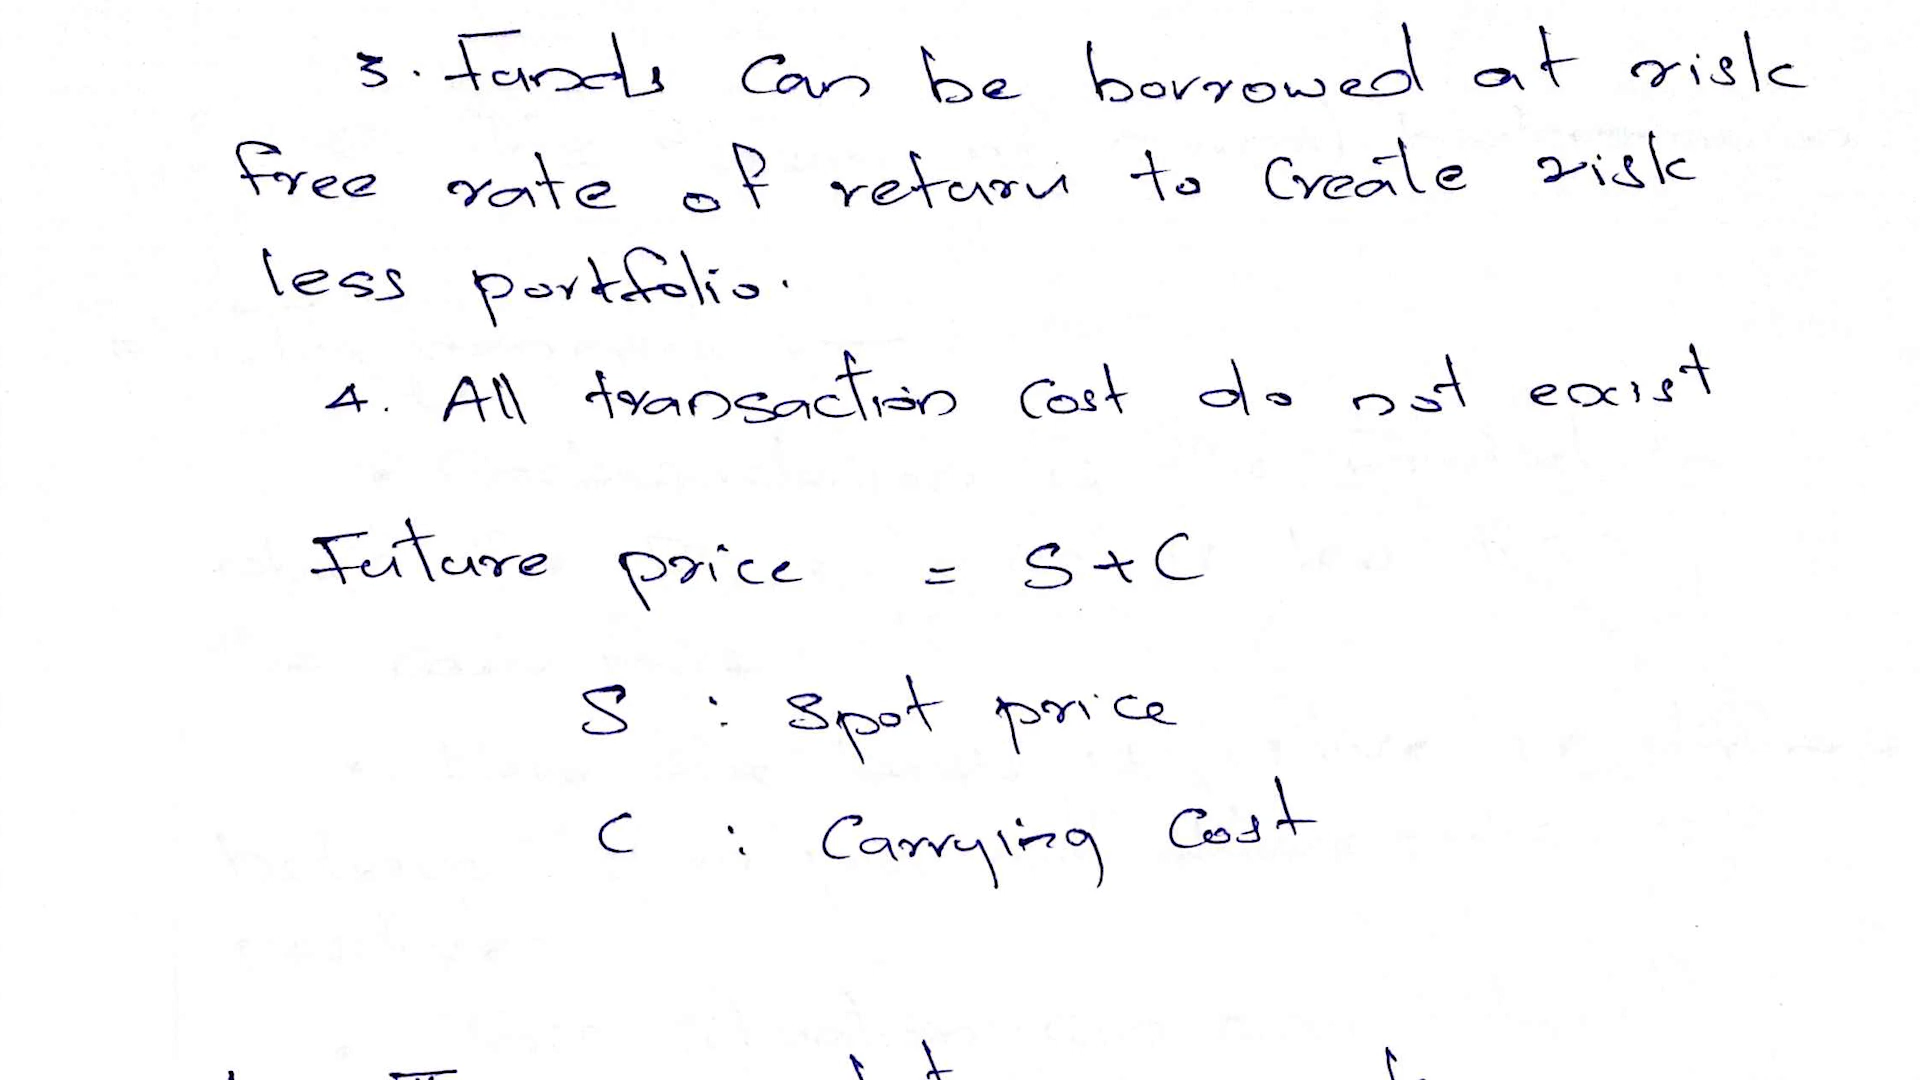 3. Funds can be borrowed at risk
free rate of return to create risk
less portfolio.
4. All transaction cost do not exist
Future price = S + C
S : Spot price
C : Carrying cost